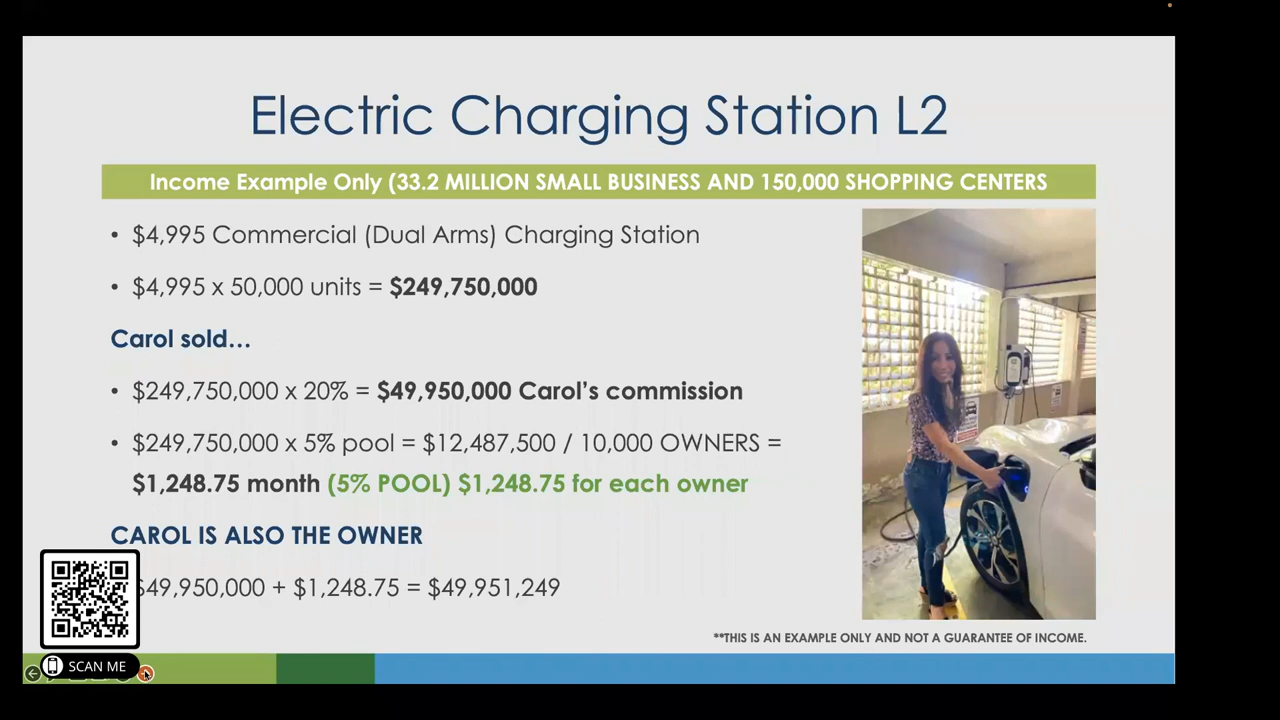 Electric Charging Station L2
Income Example Only (33.2 MILLION SMALL BUSINESS AND 150,000 SHOPPING CENTERS
• $4,995 Commercial (Dual Arms) Charging Station
• $4,995 x 50,000 units = $249,750,000
Carol sold…
• $249,750,000 x 20% = $49,950,000 Carol’s commission
• $249,750,000 x 5% pool = $12,487,500 / 10,000 OWNERS =
$1,248.75 month (5% POOL) $1,248.75 for each owner
CAROL IS ALSO THE OWNER
$49,950,000 + $1,248.75 = $49,951,249
**THIS IS AN EXAMPLE ONLY AND NOT A GUARANTEE OF INCOME.
SCAN ME